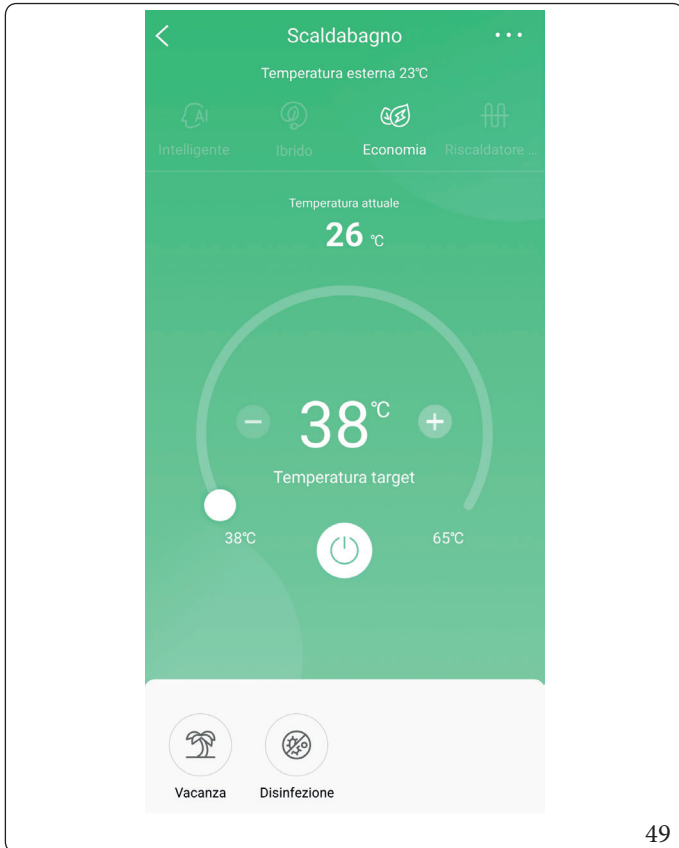 Scaldabagno
Temperatura esterna 23°C
AI
Intelligente Ibrido Economia Riscaldatore ...
Temperatura attuale
26 °C
38°C
Temperatura target
38°C 65°C
Vacanza Disinfezione
49